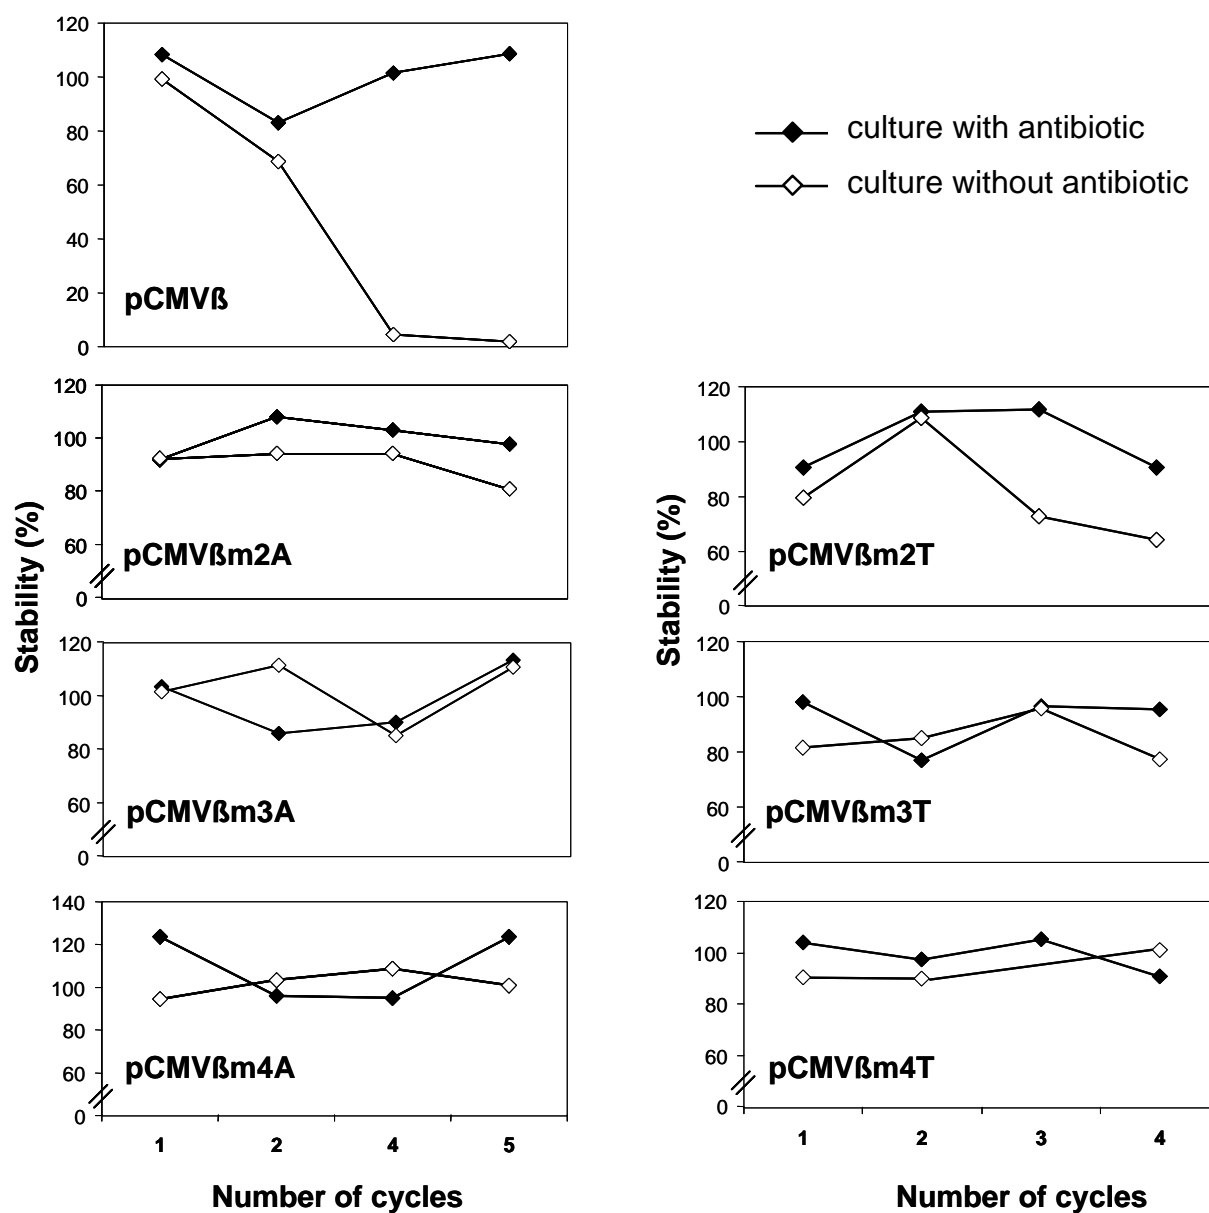 120
100
80
60
40
20
0
pCMVß
culture with antibiotic
culture without antibiotic
Stability (%)
120
100
80
60
0
pCMVßm2A
120
100
80
60
0
pCMVßm3A
140
120
100
80
60
0
pCMVßm4A
1 2 4 5
Number of cycles
Stability (%)
120
100
80
60
0
pCMVßm2T
120
100
80
60
0
pCMVßm3T
120
100
80
60
0
pCMVßm4T
1 2 3 4
Number of cycles